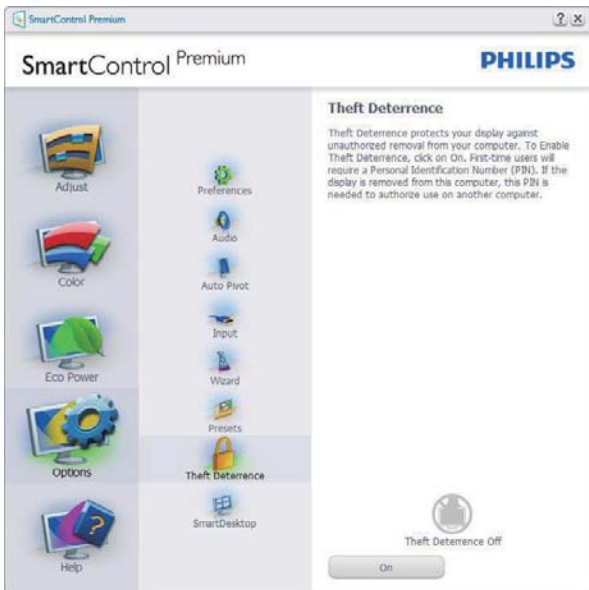 SmartControl Premium
? x
SmartControl Premium
PHILIPS
Adjust
Color
Eco Power
Options
Help
Preferences
Audio
Auto Pivot
Input
Wizard
Presets
Theft Deterrence
SmartDesktop
Theft Deterrence
Theft Deterrence protects your display against
unauthorized removal from your computer. To Enable
Theft Deterrence, click on On. First-time users will
require a Personal Identification Number (PIN). If the
display is removed from this computer, this PIN is
needed to authorize use on another computer.
Theft Deterrence Off
On